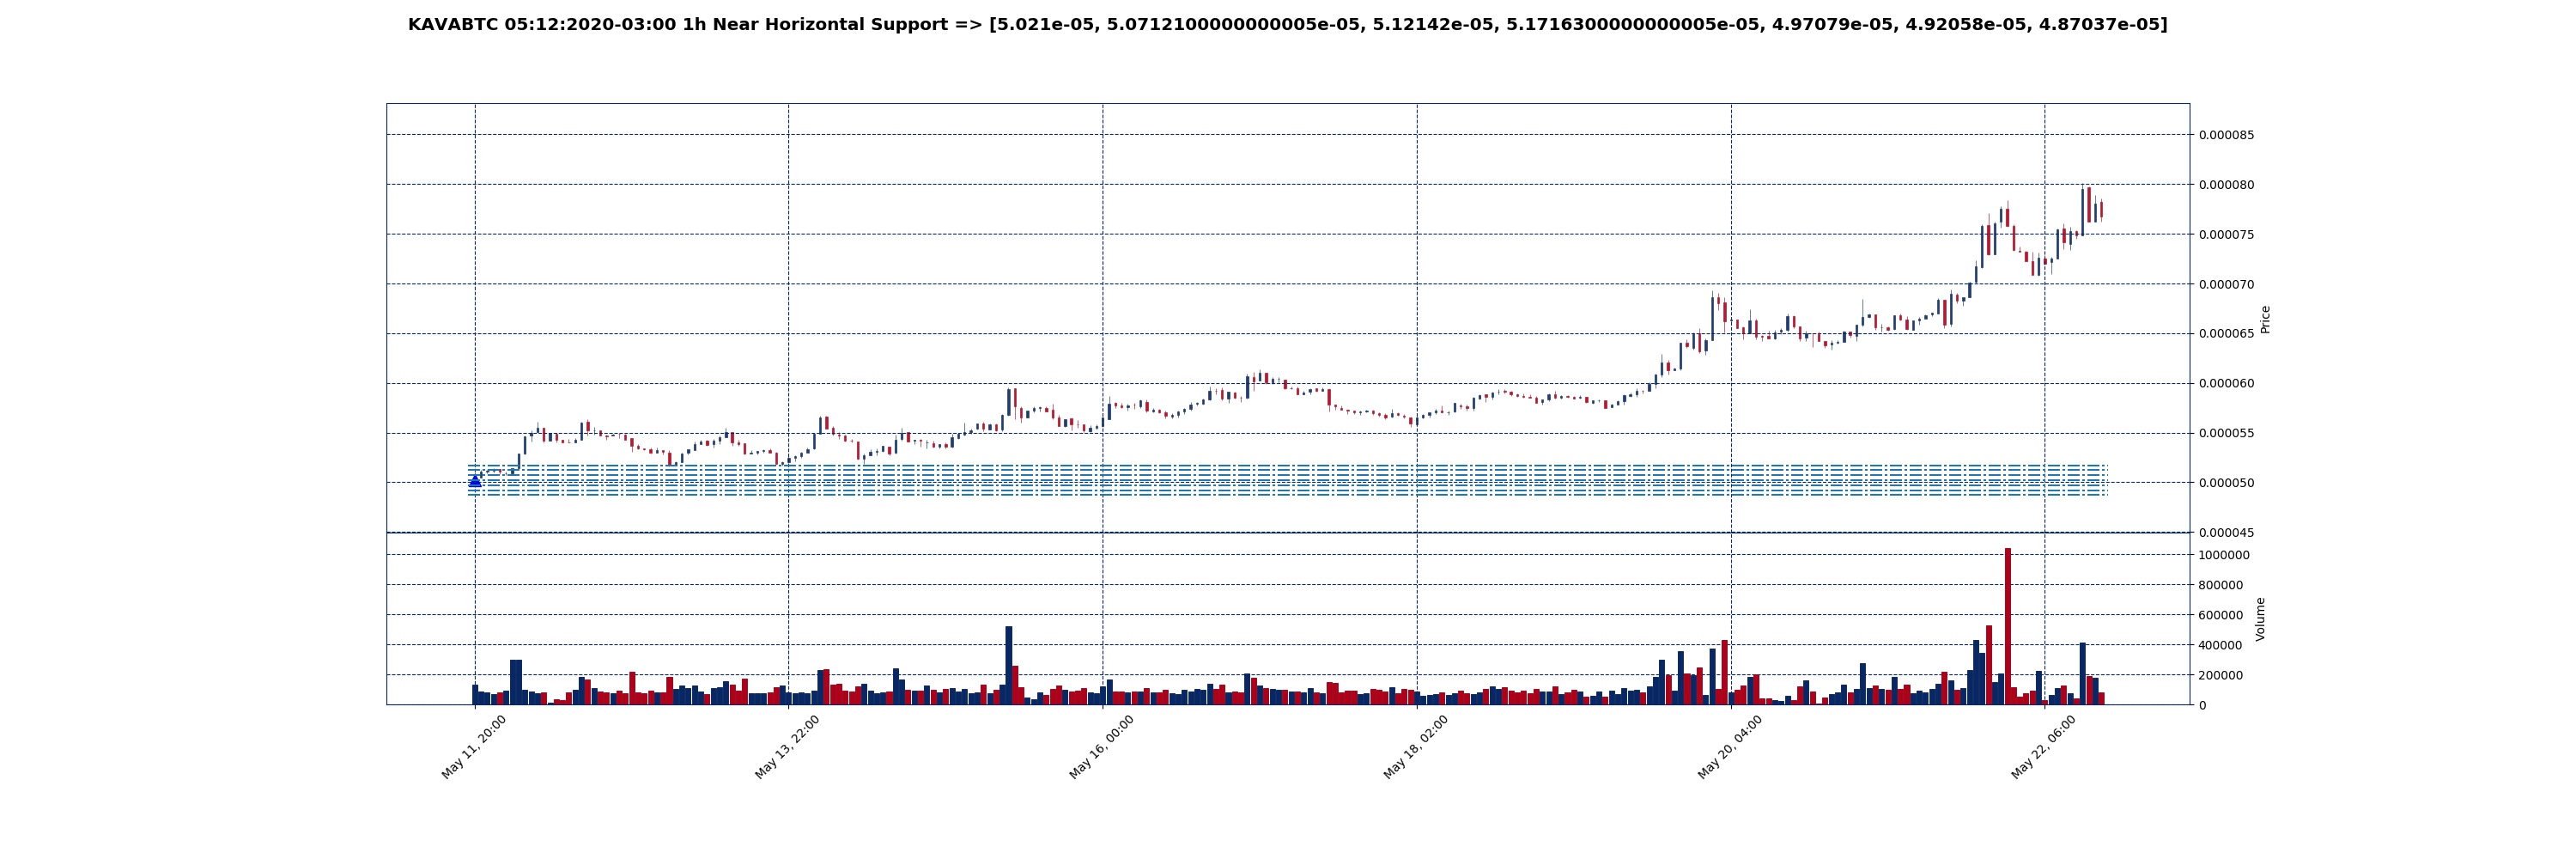 KAVABTC 05:12:2020-03:00 1h Near Horizontal Support => [5.021e-05, 5.0712100000000005e-05, 5.12142e-05, 5.1716300000000005e-05, 4.97079e-05, 4.92058e-05, 4.87037e-05]
0.000085
0.000080
0.000075
0.000070
0.000065
0.000060
0.000055
0.000050
0.000045
Price
1000000
800000
600000
400000
200000
0
Volume
May 11, 20:00
May 13, 22:00
May 16, 00:00
May 18, 02:00
May 20, 04:00
May 22, 06:00